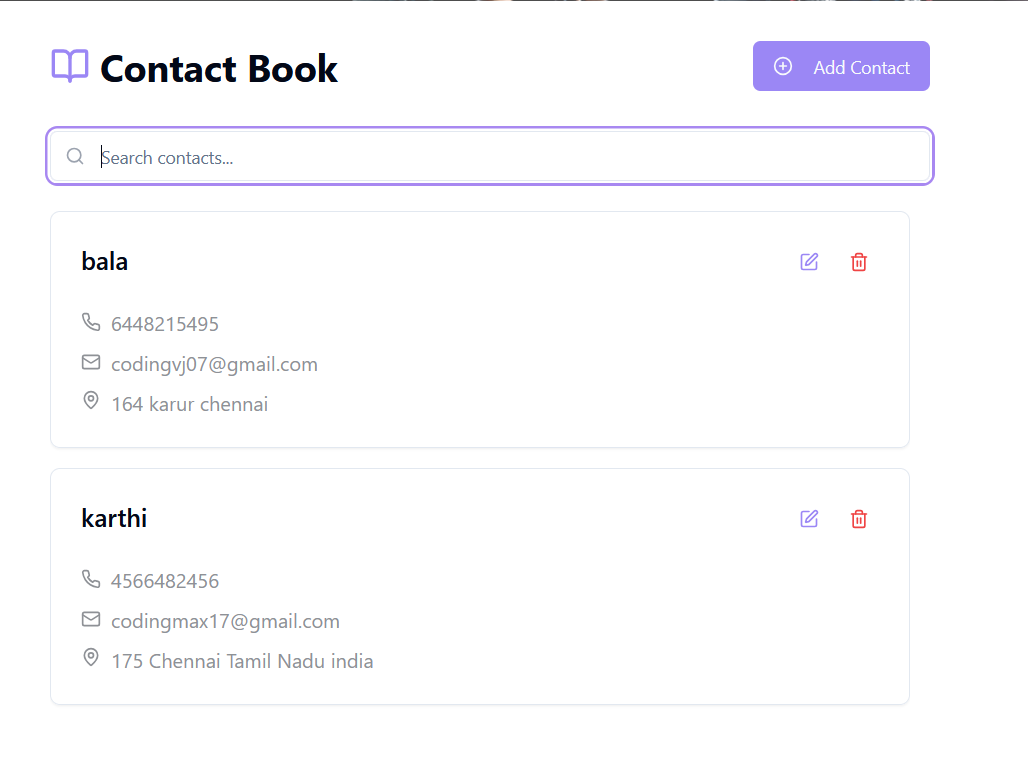 Contact Book
Add Contact
Search contacts...
bala
6448215495
codingvj07@gmail.com
164 karur chennai
karthi
4566482456
codingmax17@gmail.com
175 Chennai Tamil Nadu india